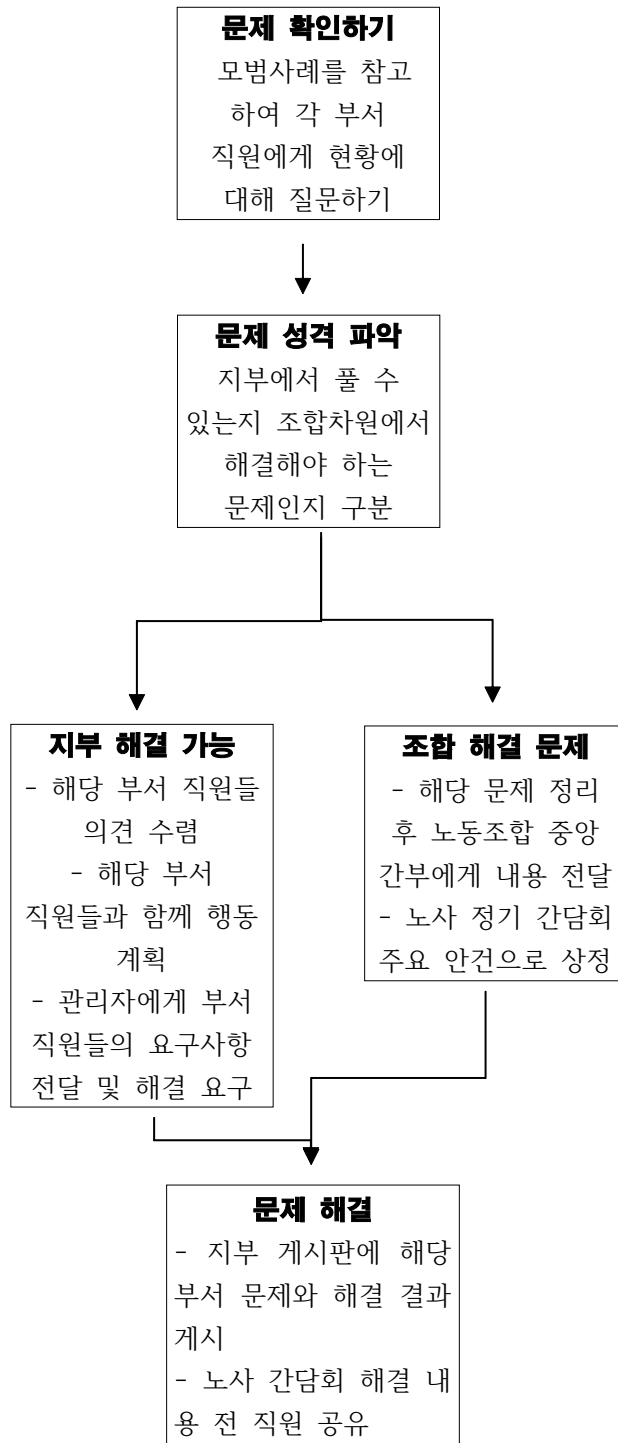 문제 확인하기
모범사례를 참고
하여 각 부서
직원에게 현황에
대해 질문하기
문제 성격 파악
지부에서 풀 수
있는지 조합차원에서
해결해야 하는
문제인지 구분
지부 해결 가능
- 해당 부서 직원들
의견 수렴
- 해당 부서
직원들과 함께 행동
계획
- 관리자에게 부서
직원들의 요구사항
전달 및 해결 요구
조합 해결 문제
- 해당 문제 정리
후 노동조합 중앙
간부에게 내용 전달
- 노사 정기 간담회
주요 안건으로 상정
문제 해결
- 지부 게시판에 해당
부서 문제와 해결 결과
게시
- 노사 간담회 해결 내
용 전 직원 공유